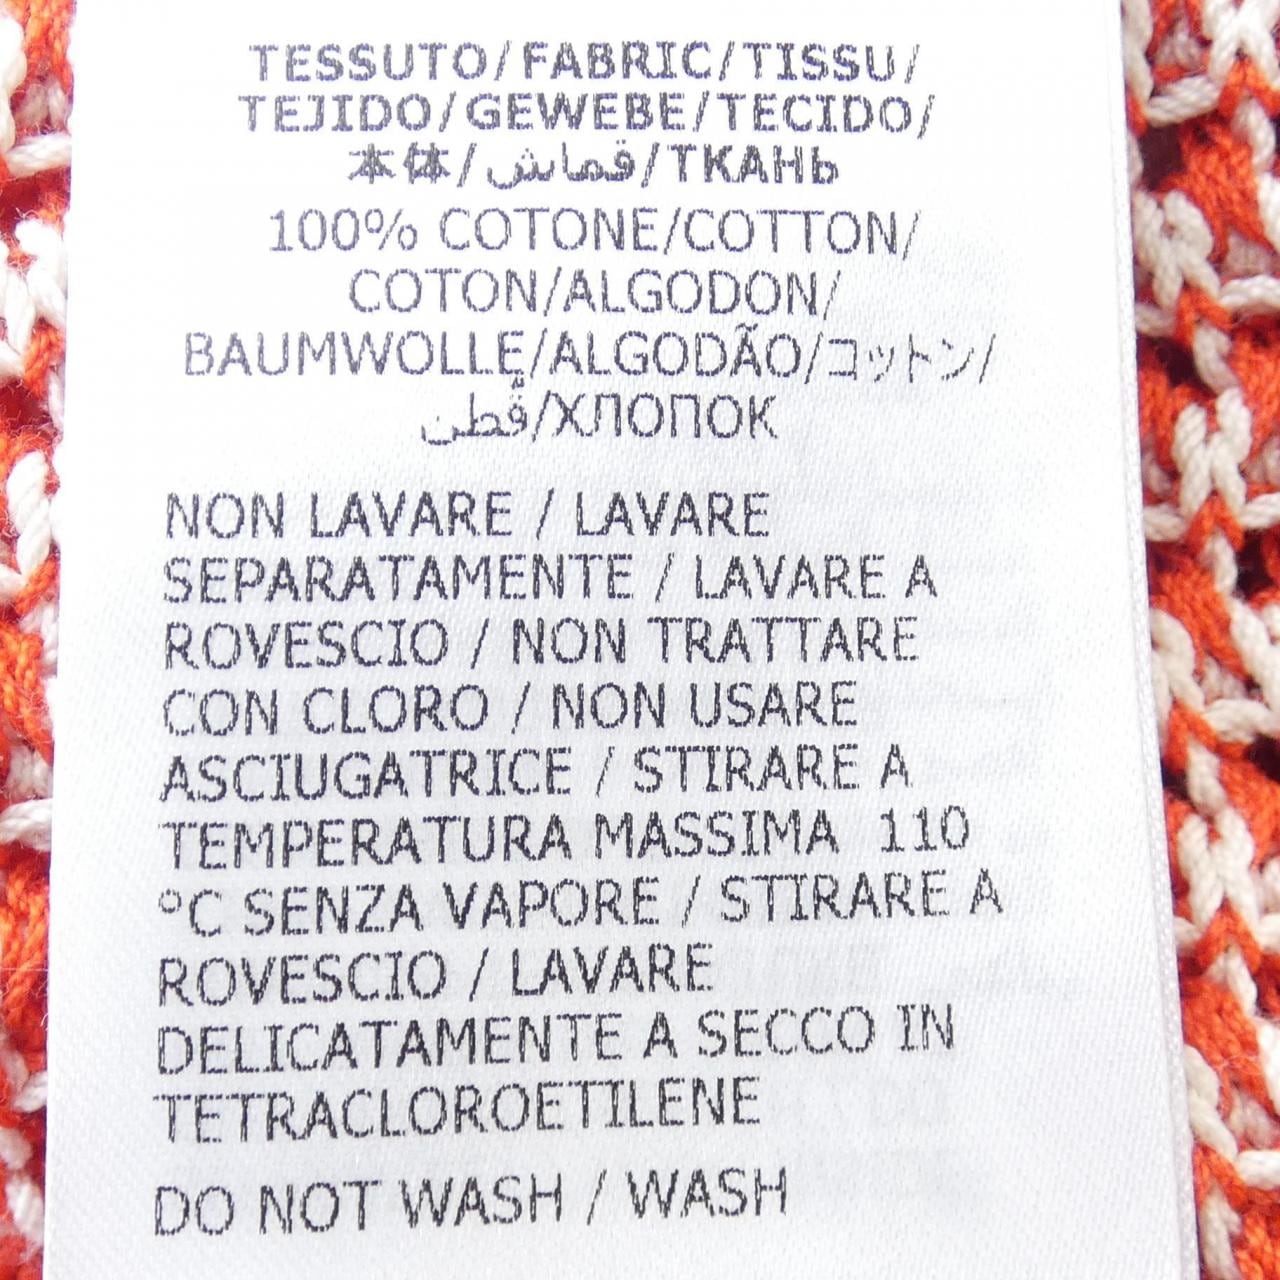 TESSUTO/FABRIC/TISSU/
TEJIDO/GEWEBE/TECIDO/
本体/قماش/ТКАНЬ
100% COTONE/COTTON/
COTON/ALGODON/
BAUMWOLLE/ALGODÃO/コットン/
قُطن/ХЛОПОК
NON LAVARE / LAVARE
SEPARATAMENTE / LAVARE A
ROVESCIO / NON TRATTARE
CON CLORO / NON USARE
ASCIUGATRICE / STIRARE A
TEMPERATURA MASSIMA 110
°C SENZA VAPORE / STIRARE A
ROVESCIO / LAVARE
DELICATAMENTE A SECCO IN
TETRACLOROETILENE
DO NOT WASH / WASH